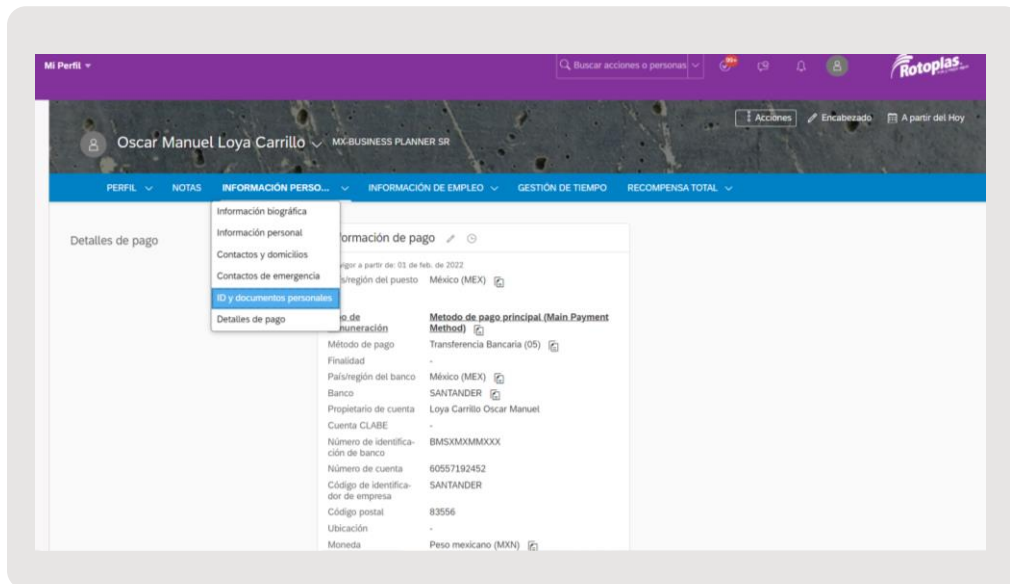 Mi Perfil
Buscar acciones o personas
99+
Rotoplas
Oscar Manuel Loya Carrillo
MX-BUSINESS PLANNER SR
Acciones
Encabezado
A partir del Hoy
PERFIL
NOTAS
INFORMACIÓN PERSO...
INFORMACIÓN DE EMPLEO
GESTIÓN DE TIEMPO
RECOMPENSA TOTAL
Información biográfica
Información personal
Contactos y domicilios
Contactos de emergencia
ID y documentos personales
Detalles de pago
Detalles de pago
formación de pago
vigor a partir de: 01 de feb. de 2022
s/región del puesto México (MEX)
o de Metodo de pago principal (Main Payment
nuneración Method)
Método de pago Transferencia Bancaria (05)
Finalidad -
País/región del banco México (MEX)
Banco SANTANDER
Propietario de cuenta Loya Carrillo Oscar Manuel
Cuenta CLABE -
Número de identifica- BMSXMXMMXXX
ción de banco
Número de cuenta 60557192452
Código de identifica- SANTANDER
dor de empresa
Código postal 83556
Ubicación -
Moneda Peso mexicano (MXN)